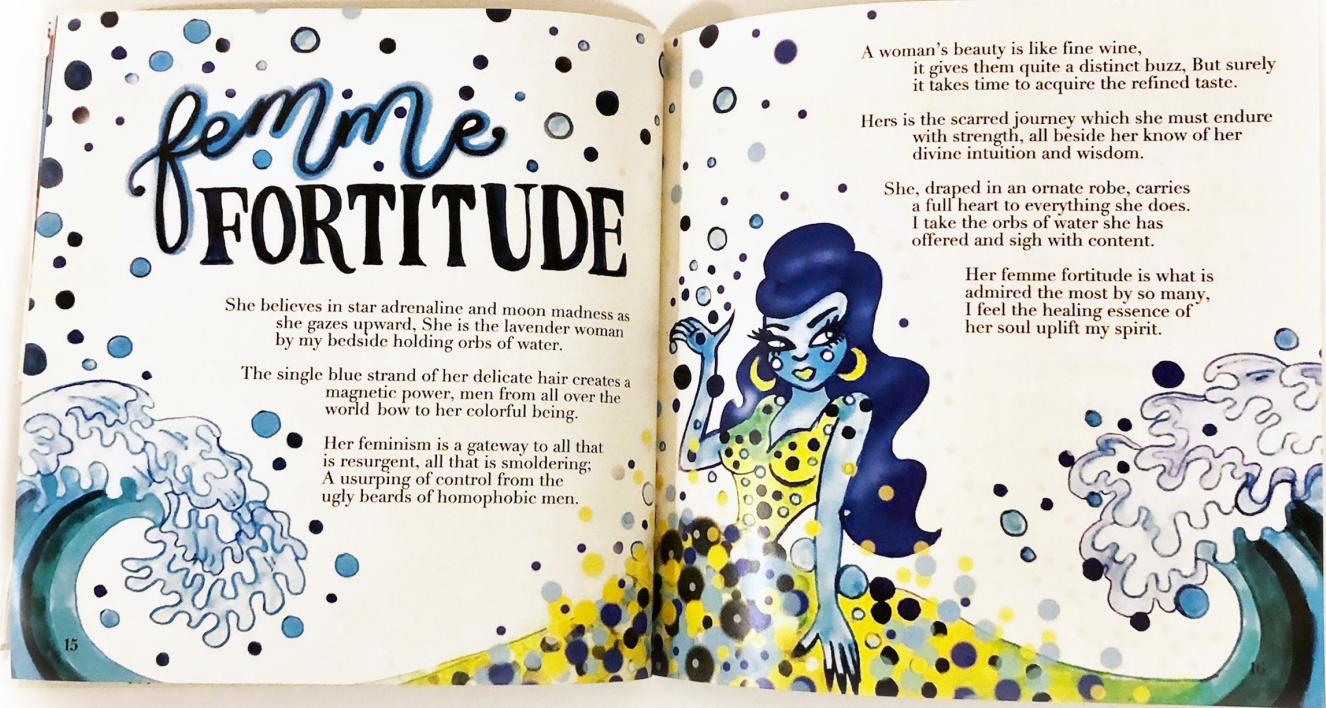 femme
FORTITUDE
She believes in star adrenaline and moon madness as
she gazes upward, She is the lavender woman
by my bedside holding orbs of water.
The single blue strand of her delicate hair creates a
magnetic power, men from all over the
world bow to her colorful being.
Her feminism is a gateway to all that
is resurgent, all that is smoldering;
A usurping of control from the
ugly beards of homophobic men.
15
A woman's beauty is like fine wine,
it gives them quite a distinct buzz, But surely
it takes time to acquire the refined taste.
Hers is the scarred journey which she must endure
with strength, all beside her know of her
divine intuition and wisdom.
She, draped in an ornate robe, carries
a full heart to everything she does.
I take the orbs of water she has
offered and sigh with content.
Her femme fortitude is what is
admired the most by so many,
I feel the healing essence of
her soul uplift my spirit.
16